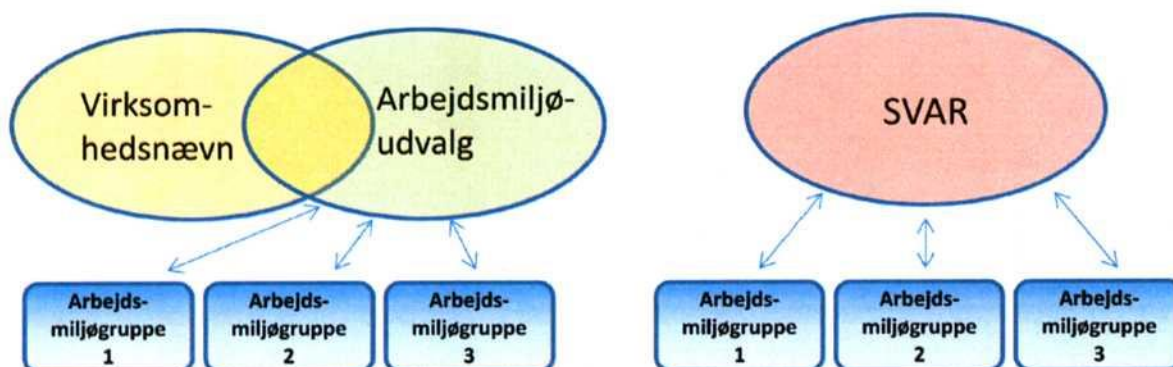 Virksom-
hedsnævn
Arbejdsmiljø-
udvalg
SVAR
Arbejds-
miljøgruppe
1
Arbejds-
miljøgruppe
2
Arbejds-
miljøgruppe
3
Arbejds-
miljøgruppe
1
Arbejds-
miljøgruppe
2
Arbejds-
miljøgruppe
3